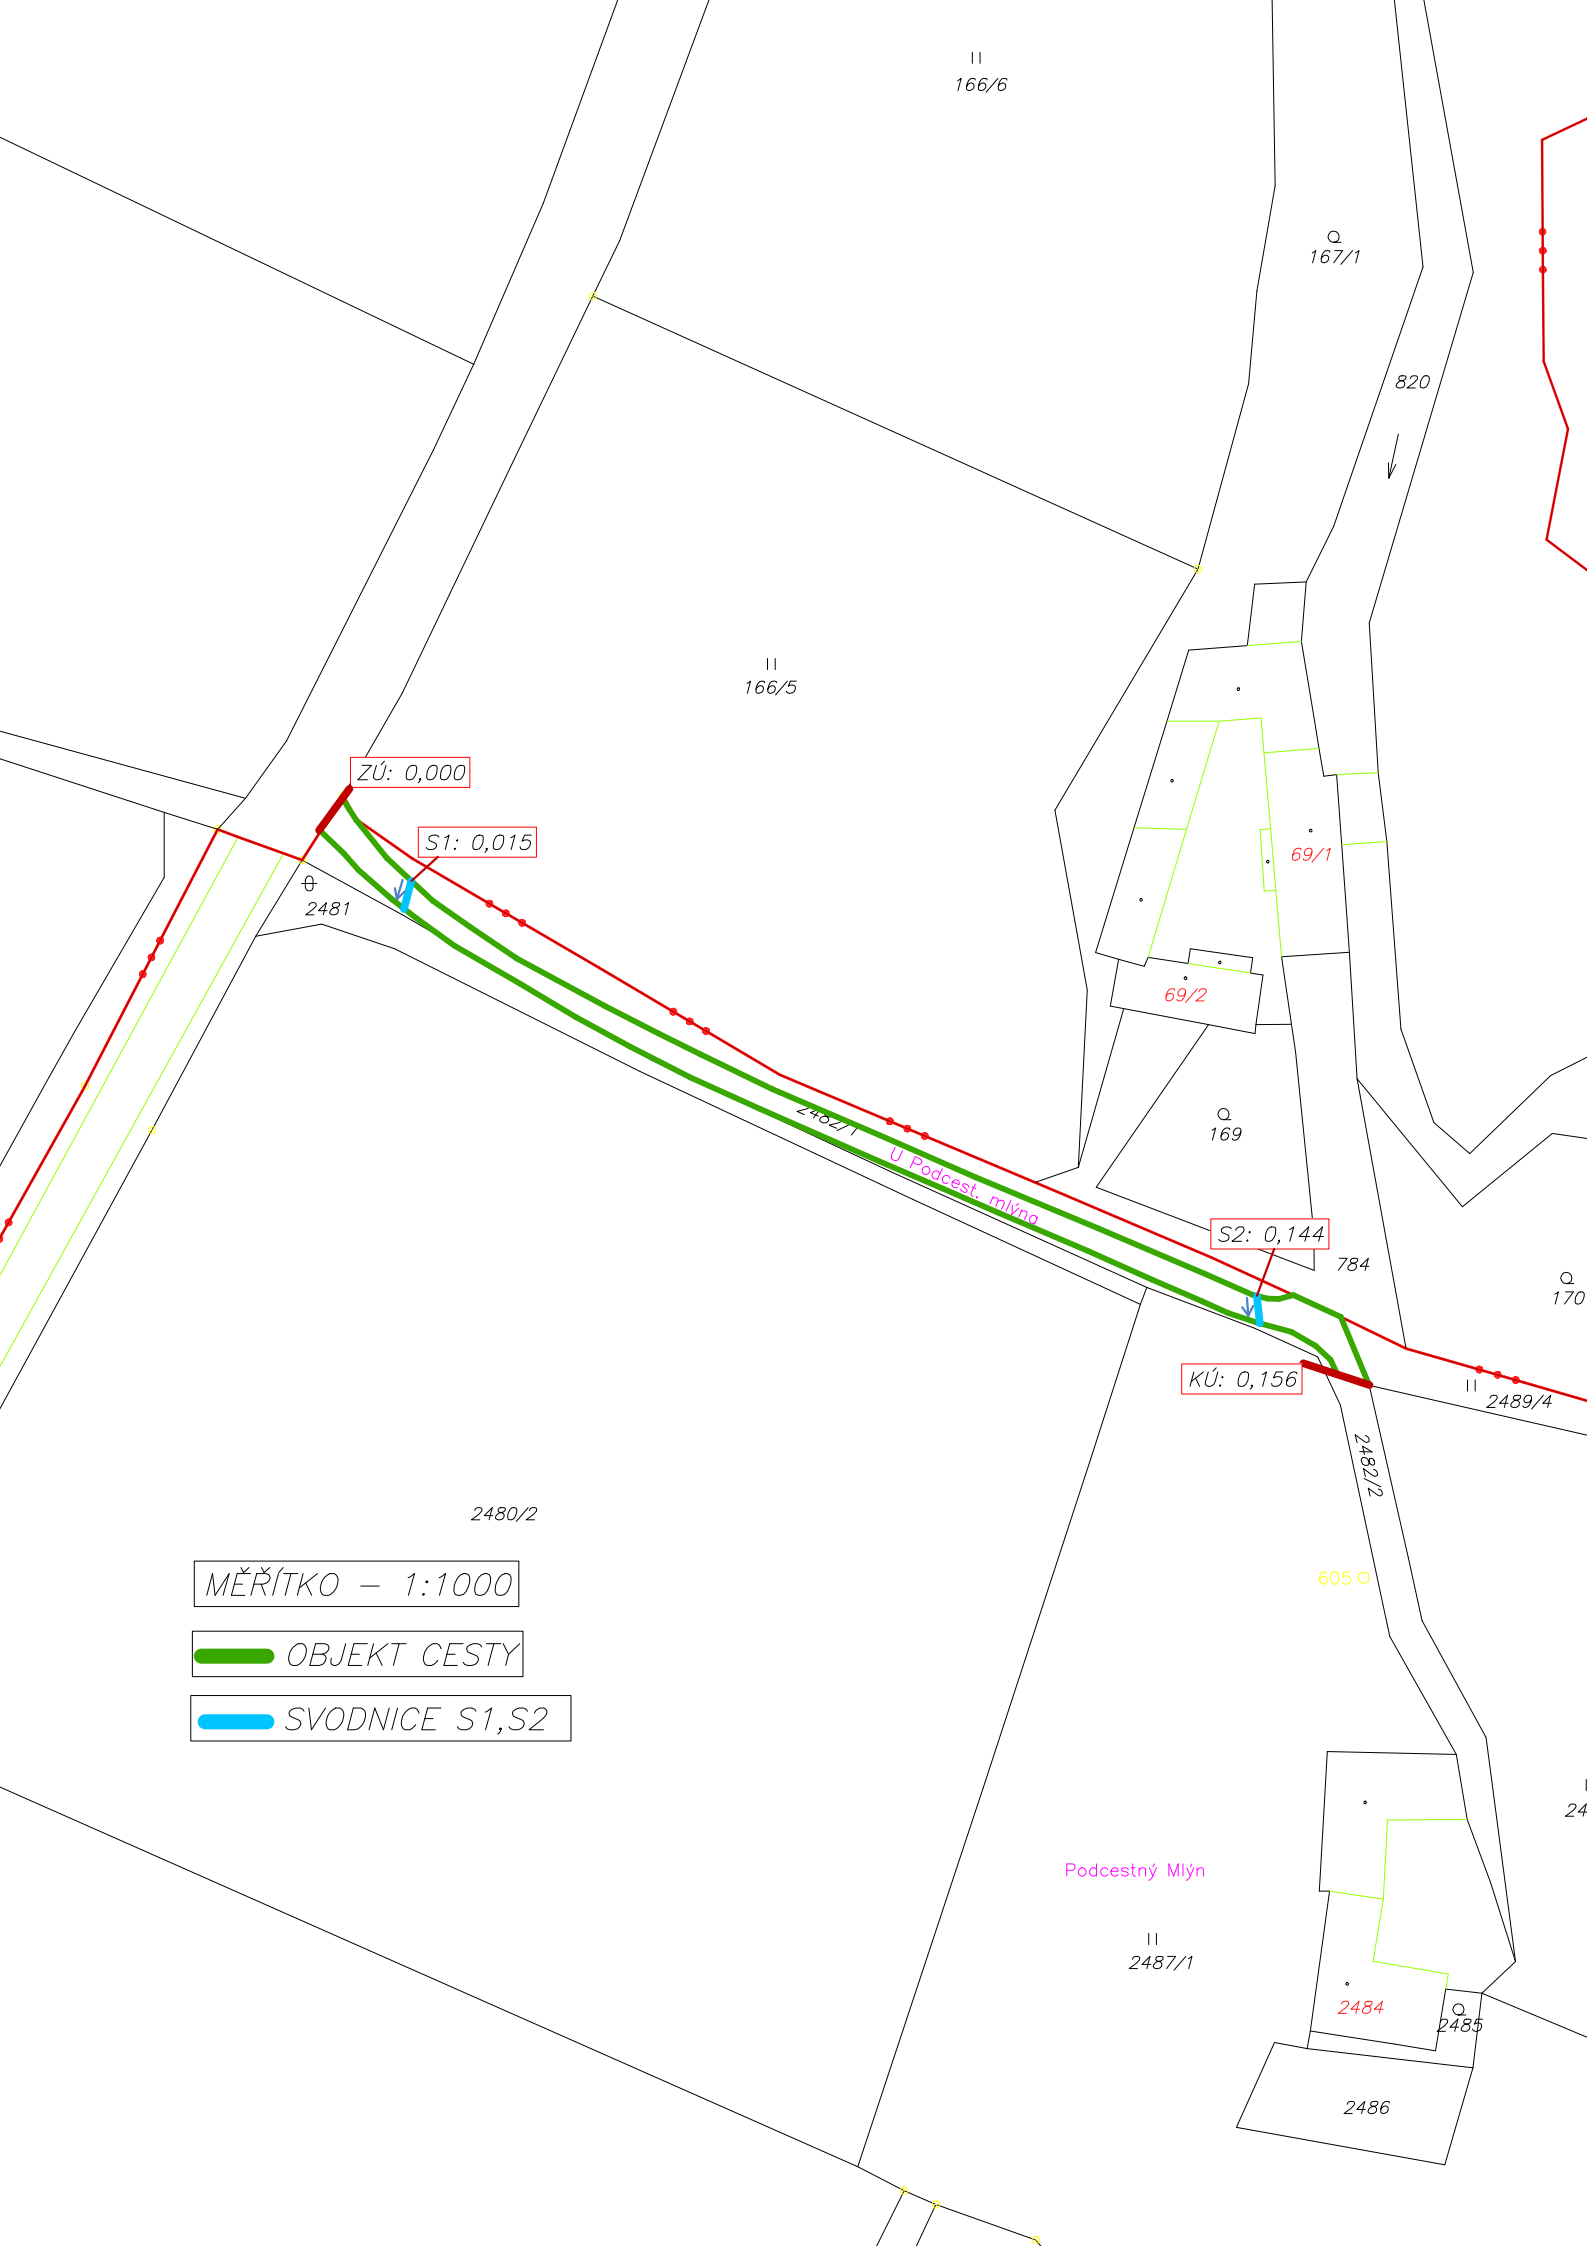 166/6
167/1
820
166/5
ZÚ: 0,000
S1: 0,015
69/1
2481
69/2
2482/1
169
U Podcest. mlýna
S2: 0,144
784
170
KÚ: 0,156
2489/4
2482/2
2480/2
605
MĚŘÍTKO – 1:1000
OBJEKT CESTY
SVODNICE S1,S2
24
Podcestný Mlýn
2487/1
2484
2485
2486